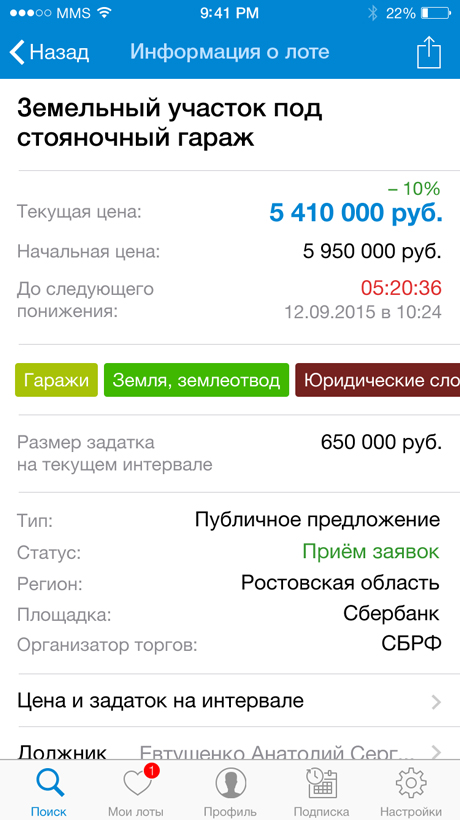 MMS 9:41 PM 22%
Назад Информация о лоте
Земельный участок под
стояночный гараж
– 10%
Текущая цена: 5 410 000 руб.
Начальная цена: 5 950 000 руб.
До следующего 05:20:36
понижения: 12.09.2015 в 10:24
Гаражи Земля, землеотвод Юридические сло
Размер задатка 650 000 руб.
на текущем интервале
Тип: Публичное предложение
Статус: Приём заявок
Регион: Ростовская область
Площадка: Сбербанк
Организатор торгов: СБРФ
Цена и задаток на интервале
Должник Евтушенко Анатолий Серг...
1
Поиск Мои лоты Профиль Подписка Настройки